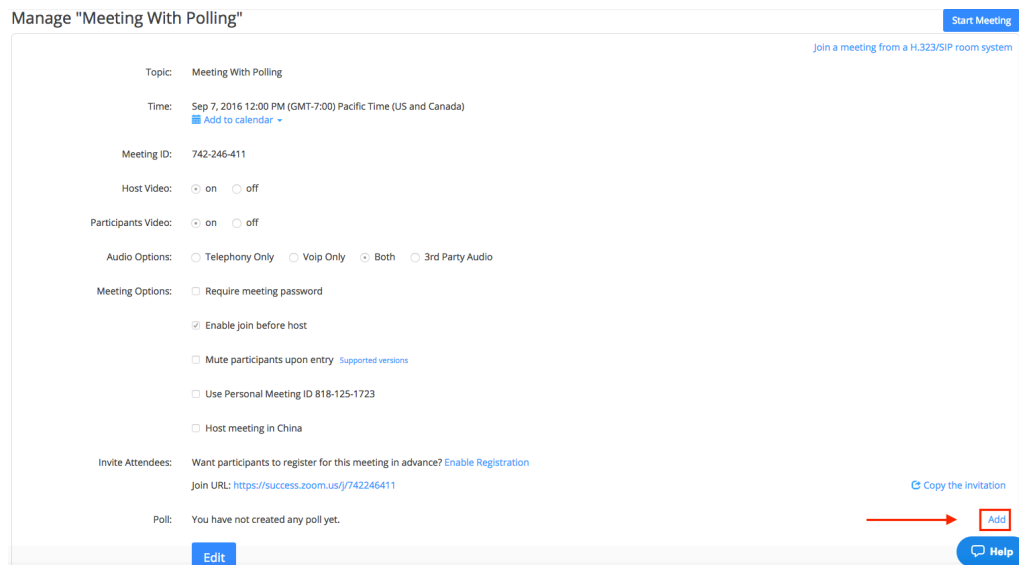 Manage "Meeting With Polling"
Start Meeting
Join a meeting from a H.323/SIP room system
Topic: Meeting With Polling
Time: Sep 7, 2016 12:00 PM (GMT-7:00) Pacific Time (US and Canada)
Add to calendar
Meeting ID: 742-246-411
Host Video: on off
Participants Video: on off
Audio Options: Telephony Only Voip Only Both 3rd Party Audio
Meeting Options: Require meeting password
Enable join before host
Mute participants upon entry Supported versions
Use Personal Meeting ID 818-125-1723
Host meeting in China
Invite Attendees: Want participants to register for this meeting in advance? Enable Registration
Join URL: https://success.zoom.us/j/742246411 Copy the invitation
Poll: You have not created any poll yet. Add
Edit
Help